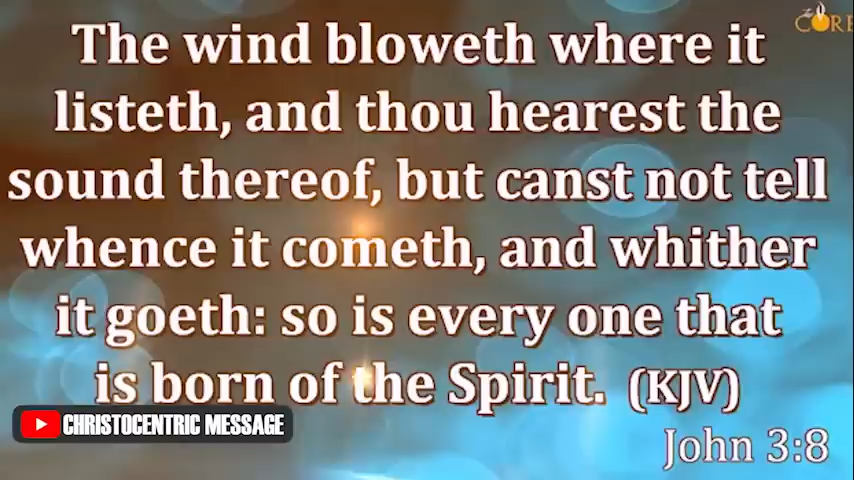 The wind bloweth where it
listeth, and thou hearest the
sound thereof, but canst not tell
whence it cometh, and whither
it goeth: so is every one that
is born of the Spirit. (KJV)
CHRISTOCENTRIC MESSAGE
John 3:8